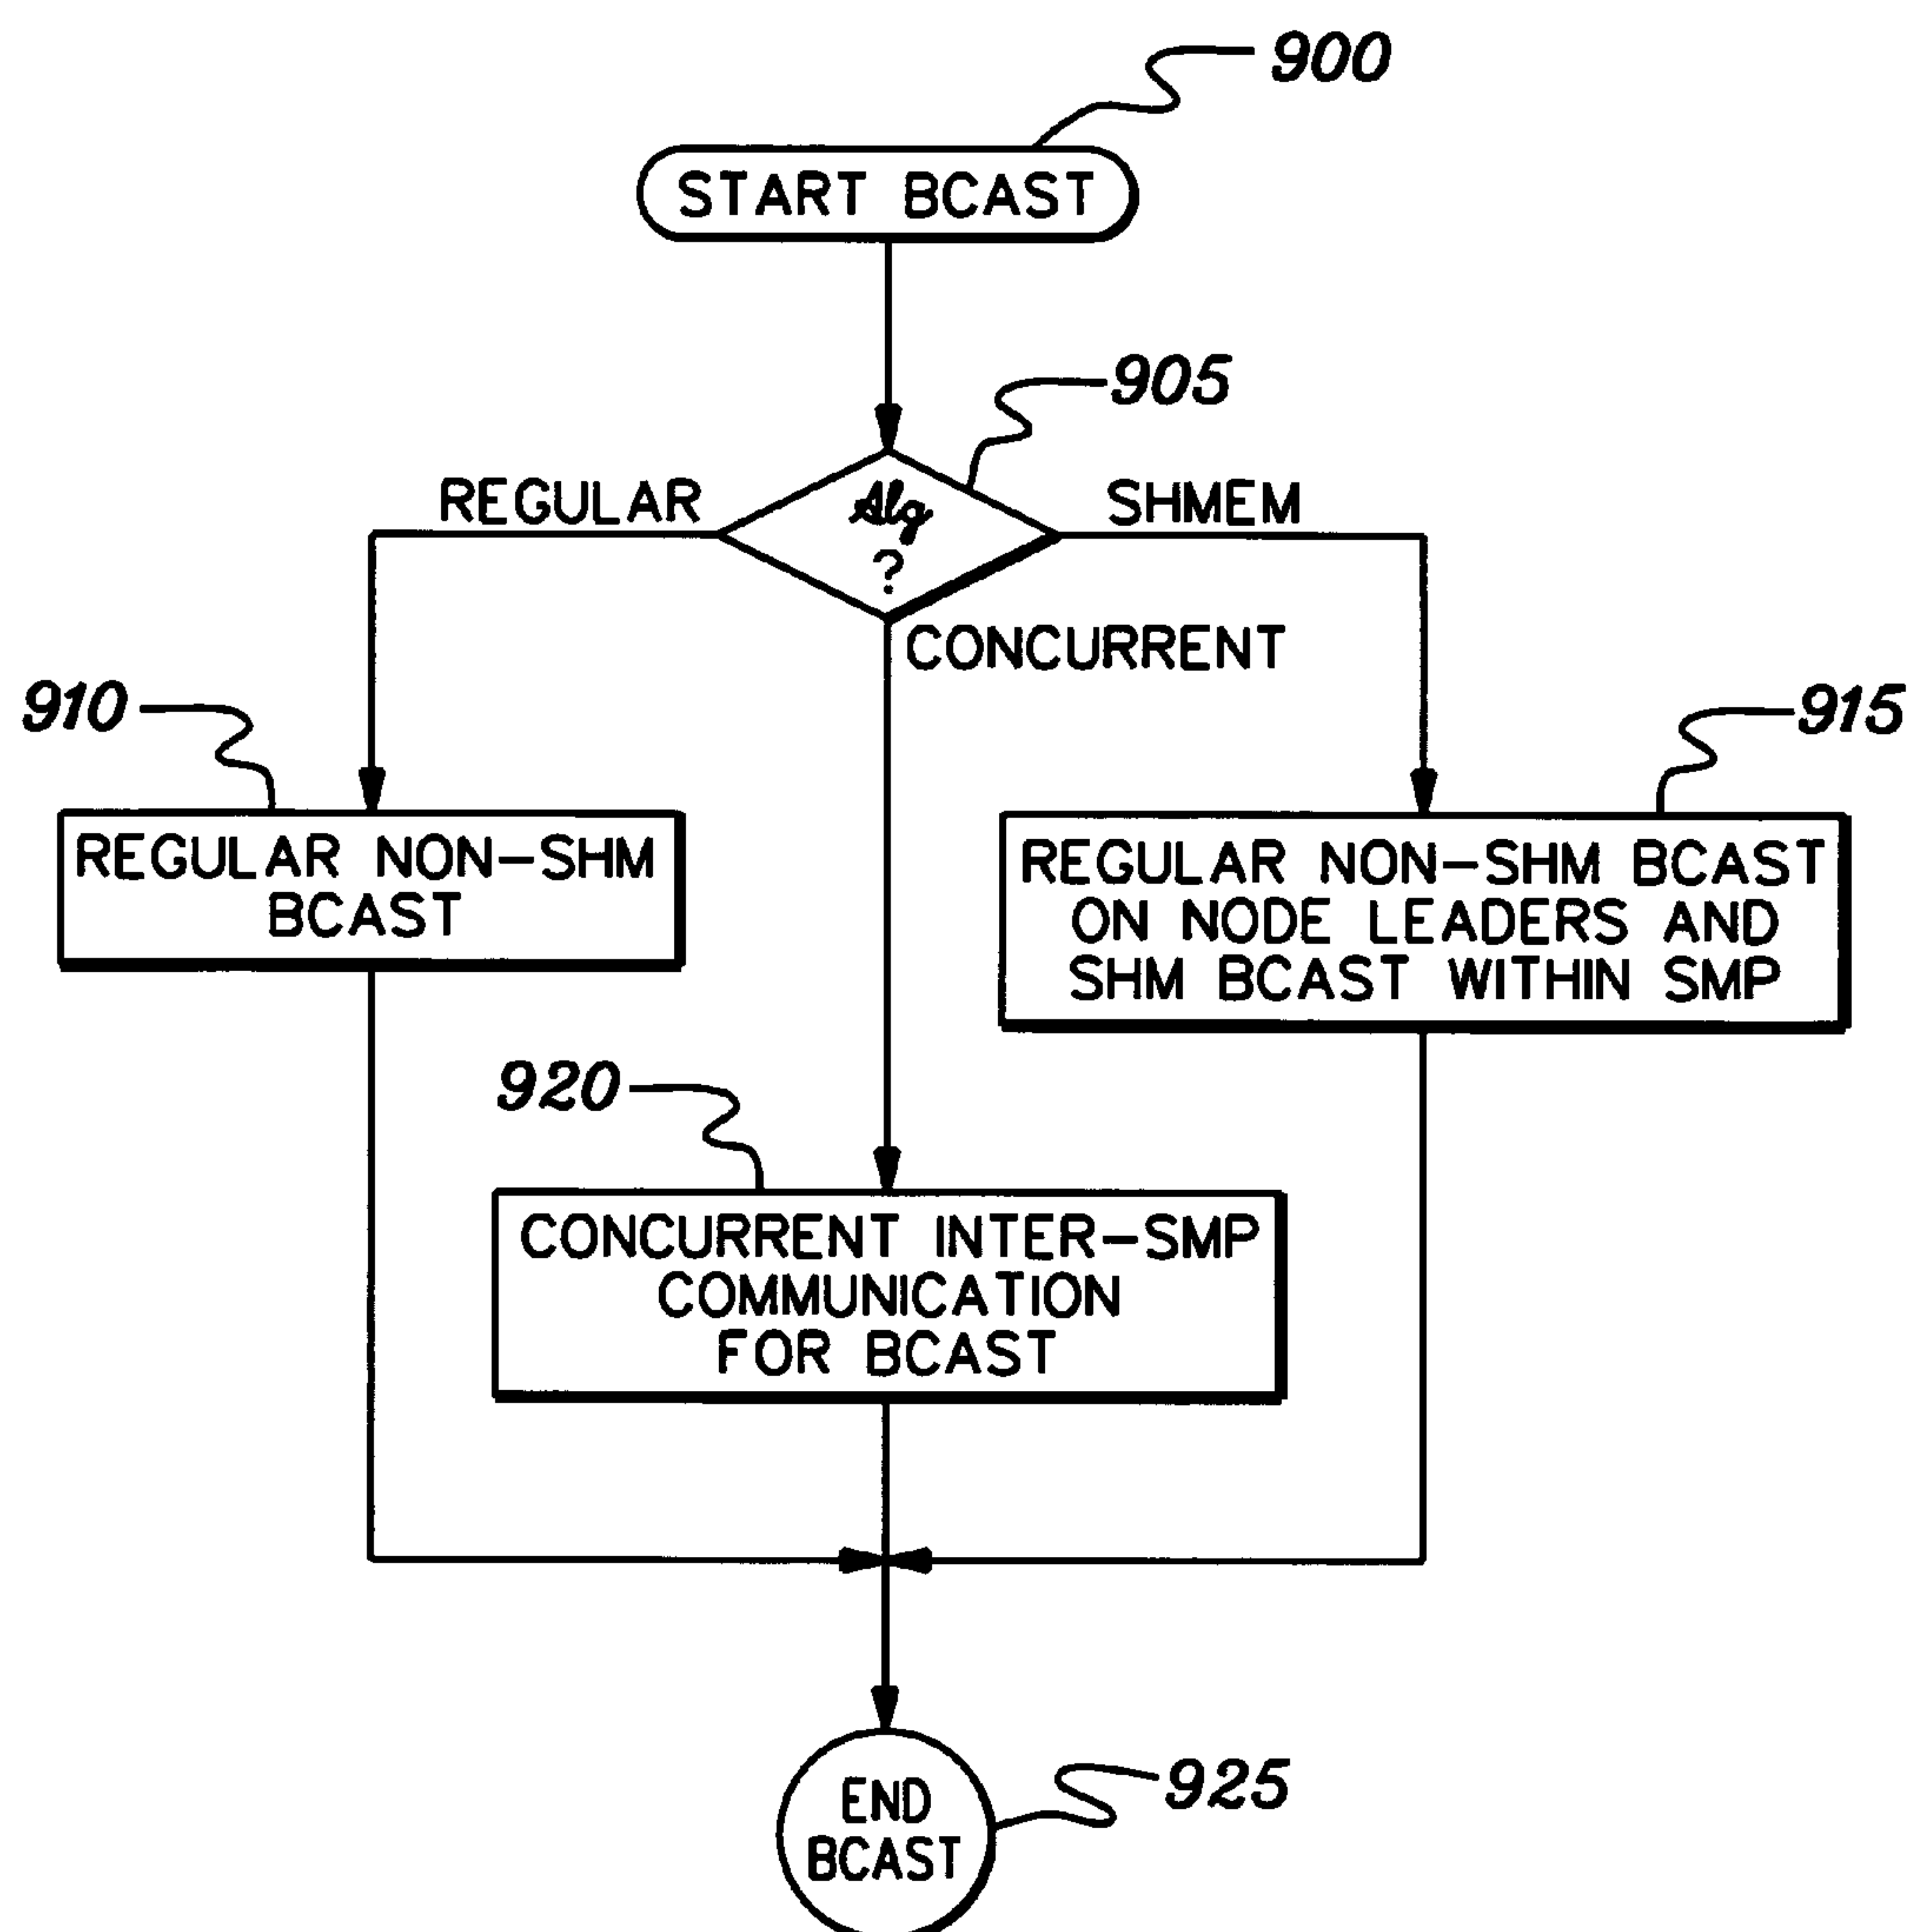 900
START BCAST
905
REGULAR
Alg
?
SHMEM
CONCURRENT
910
915
REGULAR NON-SHM
BCAST
REGULAR NON-SHM BCAST
ON NODE LEADERS AND
SHM BCAST WITHIN SMP
920
CONCURRENT INTER-SMP
COMMUNICATION
FOR BCAST
END
BCAST
925